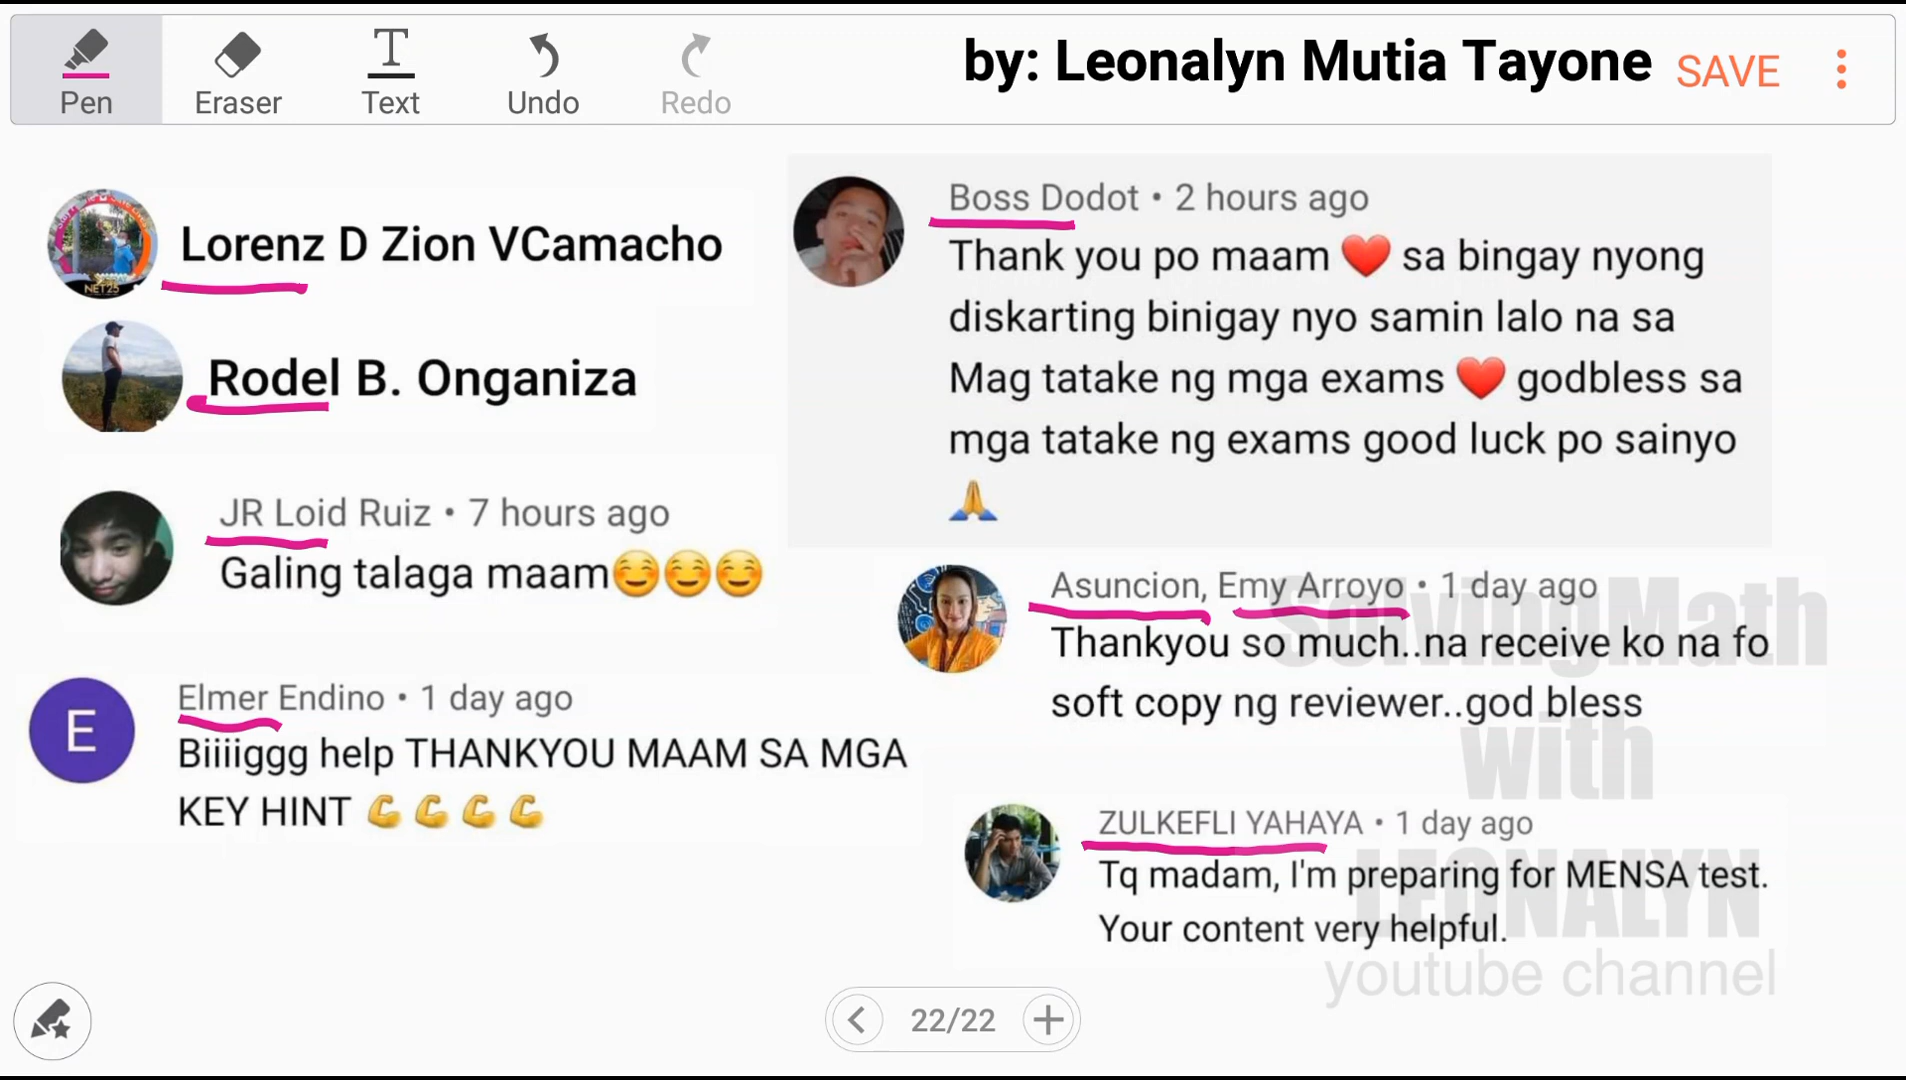 Pen
Eraser
Text
Undo
Redo
by: Leonalyn Mutia Tayone
SAVE
Lorenz D Zion VCamacho
NET25
Rodel B. Onganiza
JR Loid Ruiz • 7 hours ago
Galing talaga maam☺️☺️☺️
E
Elmer Endino • 1 day ago
Biiiiggg help THANKYOU MAAM SA MGA
KEY HINT 💪 💪 💪 💪
Boss Dodot • 2 hours ago
Thank you po maam ❤️ sa bingay nyong
diskarting binigay nyo samin lalo na sa
Mag tatake ng mga exams ❤️ godbless sa
mga tatake ng exams good luck po sainyo
🙏
Asuncion, Emy Arroyo • 1 day ago
Thankyou so much..na receive ko na fo
soft copy ng reviewer..god bless
ZULKEFLI YAHAYA • 1 day ago
Tq madam, I'm preparing for MENSA test.
Your content very helpful.
SolvingMath
with
LEONALYN
youtube channel
22/22